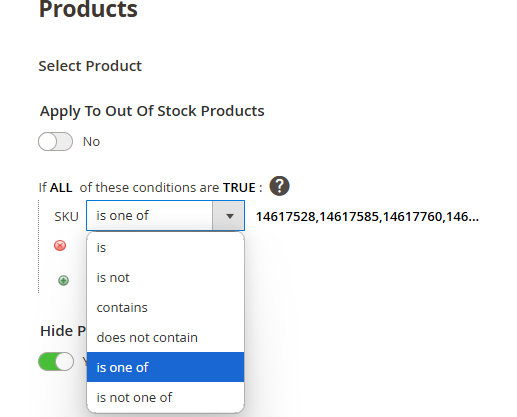 Products
Select Product
Apply To Out Of Stock Products
No
If ALL of these conditions are TRUE :
SKU is one of 14617528,14617585,14617760,146...
is
is not
contains
does not contain
Hide P
is one of
is not one of